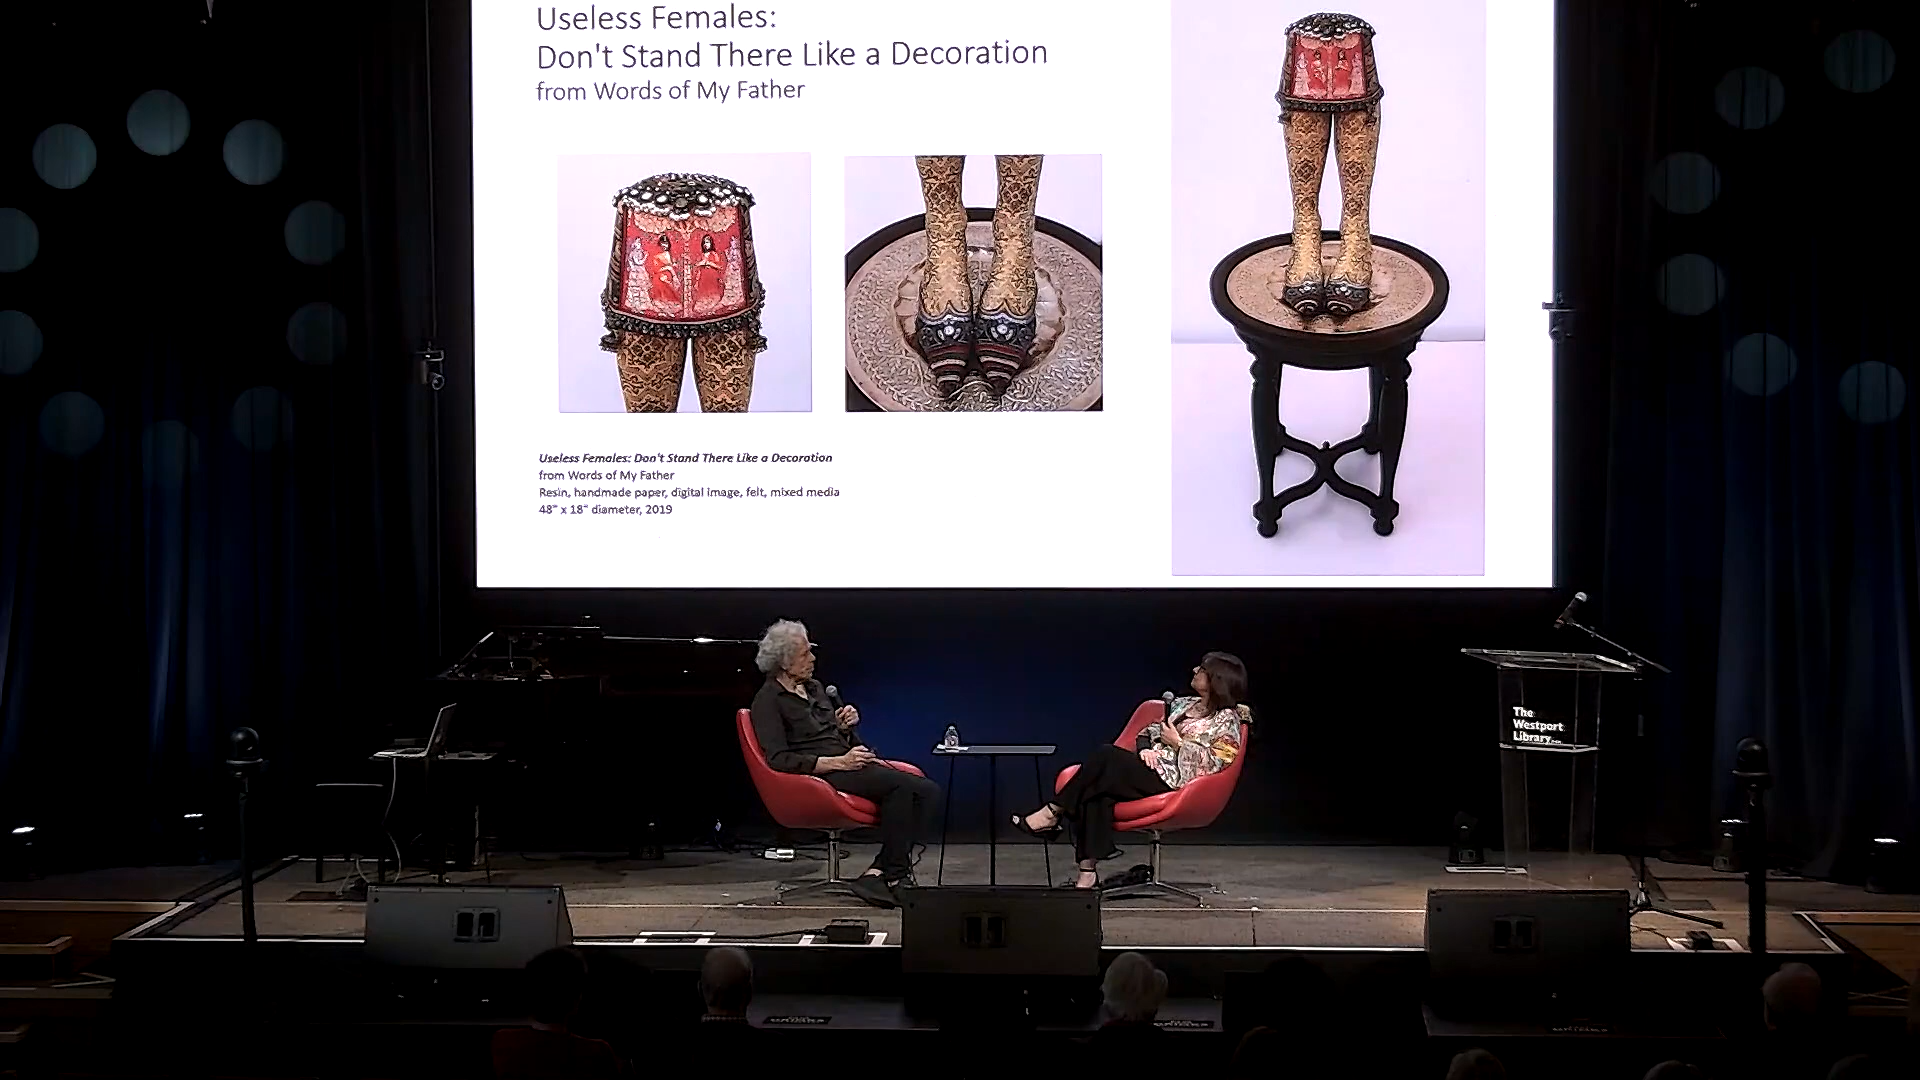 Useless Females:
Don't Stand There Like a Decoration
from Words of My Father
Useless Females: Don't Stand There Like a Decoration
from Words of My Father
Resin, handmade paper, digital image, felt, mixed media
48" x 18" diameter, 2019
The
Westport
Library